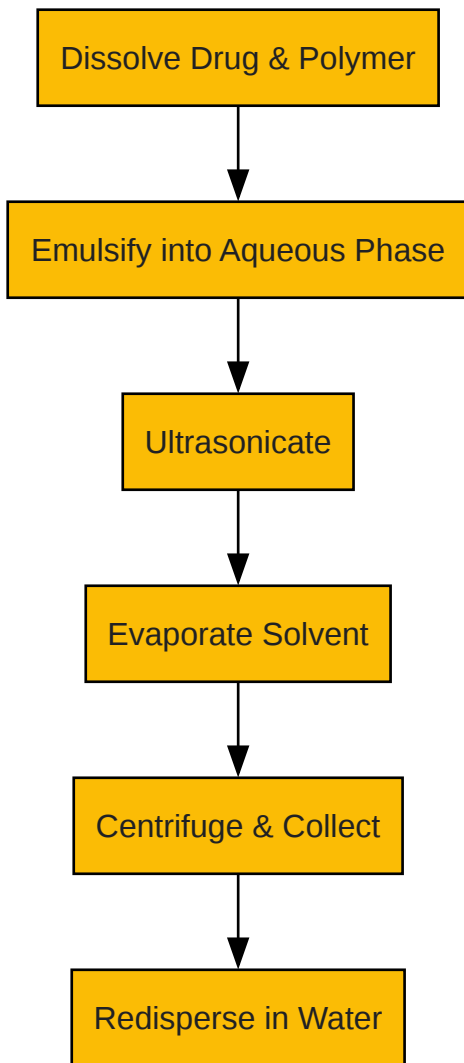 Dissolve Drug & Polymer
Emulsify into Aqueous Phase
Ultrasonicate
Evaporate Solvent
Centrifuge & Collect
Redisperse in Water